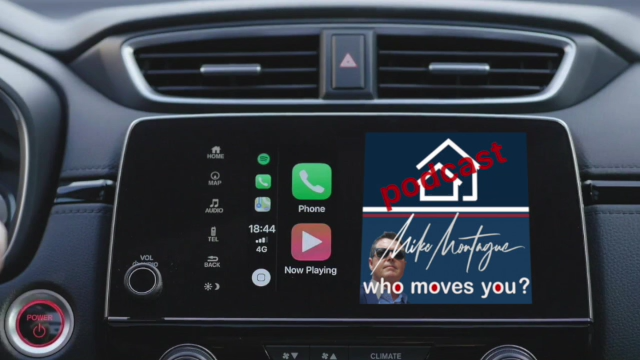 HOME
MAP
AUDIO
TEL
BACK
VOL
AUDIO
18:44
4G
Phone
Now Playing
podcast
Mike Montague
who moves you?
POWER
CLIMATE